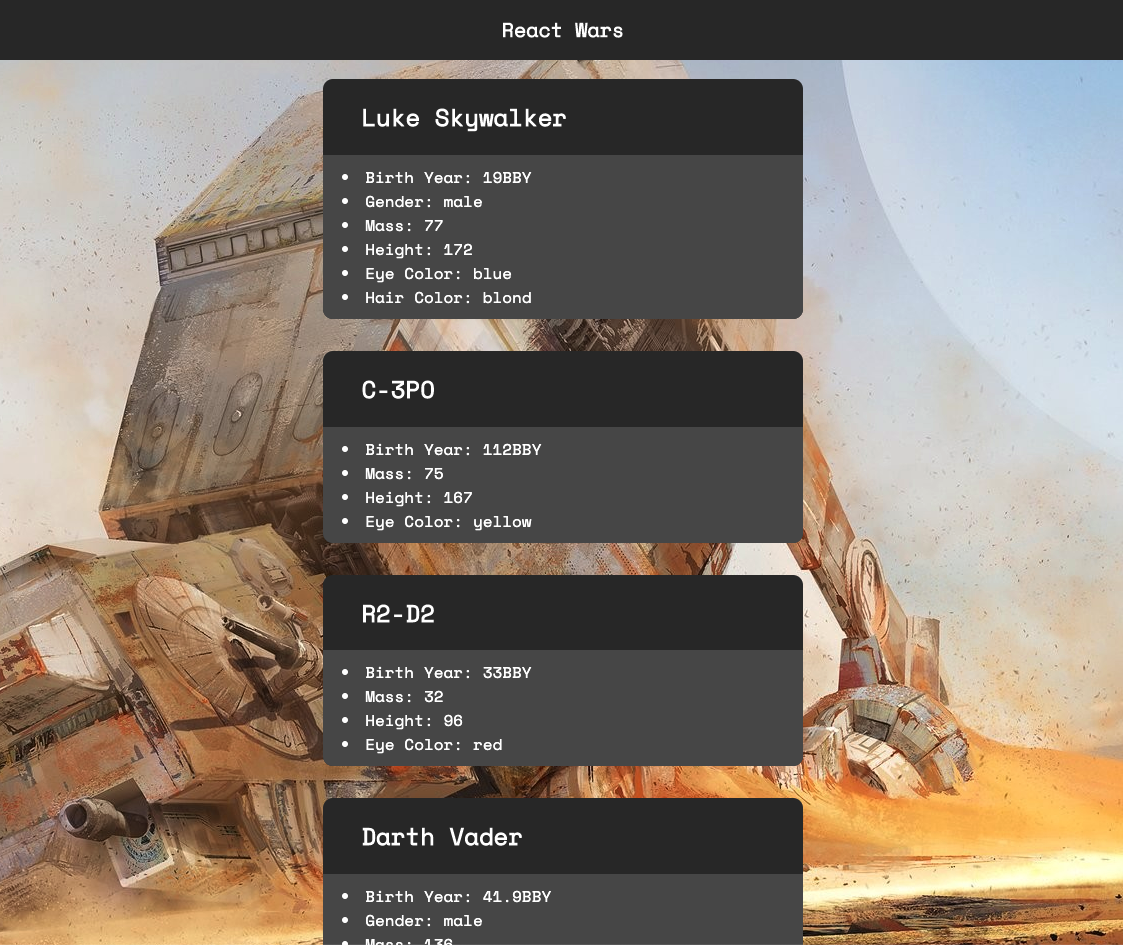 React Wars
Luke Skywalker
Birth Year: 19BBY
Gender: male
Mass: 77
Height: 172
Eye Color: blue
Hair Color: blond
C-3PO
Birth Year: 112BBY
Mass: 75
Height: 167
Eye Color: yellow
R2-D2
Birth Year: 33BBY
Mass: 32
Height: 96
Eye Color: red
Darth Vader
Birth Year: 41.9BBY
Gender: male
Mass: 136